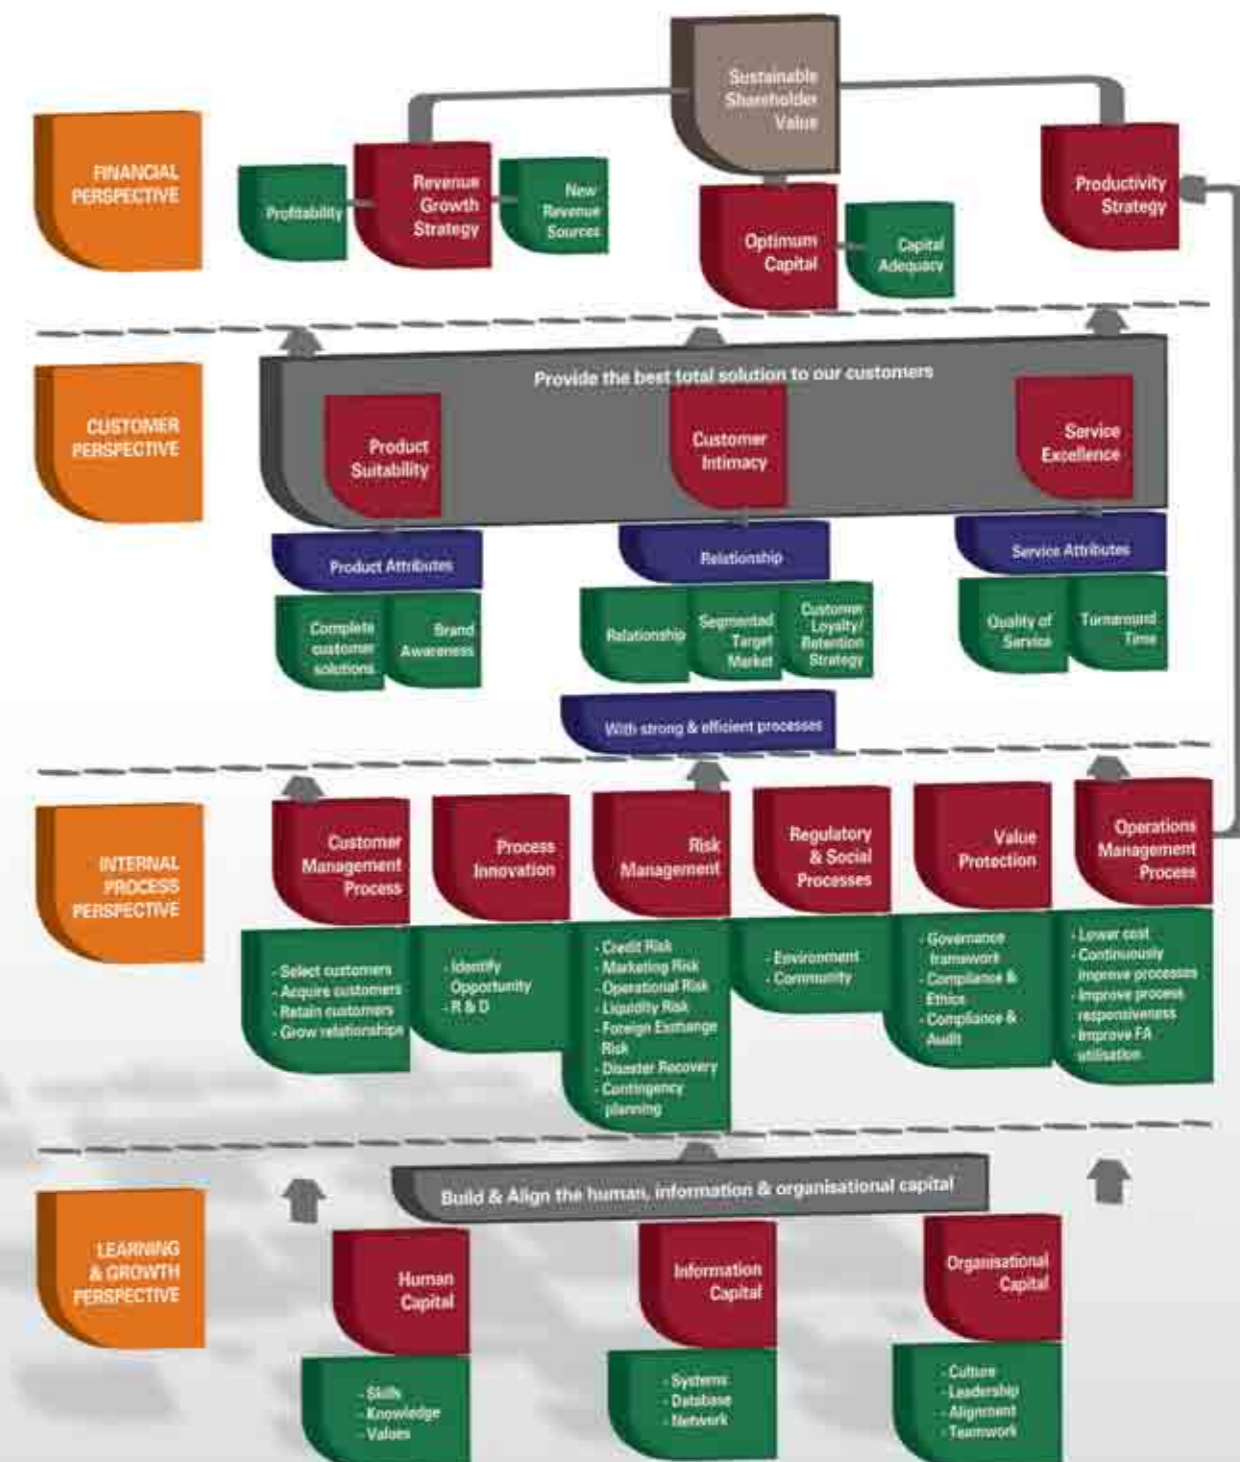 Sustainable
Shareholder
Value
FINANCIAL
PERSPECTIVE
Profitability
Revenue
Growth
Strategy
New
Revenue
Sources
Optimum
Capital
Capital
Adequacy
Productivity
Strategy
CUSTOMER
PERSPECTIVE
Provide the best total solution to our customers
Product
Suitability
Customer
Intimacy
Service
Excellence
Product Attributes
Relationship
Service Attributes
Complete
customer
solutions
Brand
Awareness
Relationship
Segmented
Target
Market
Customer
Loyalty/
Retention
Strategy
Quality of
Service
Turnaround
Time
With strong & efficient processes
INTERNAL
PROCESS
PERSPECTIVE
Customer
Management
Process
Process
Innovation
Risk
Management
Regulatory
& Social
Processes
Value
Protection
Operations
Management
Process
- Select customers
- Acquire customers
- Retain customers
- Grow relationships
- Identify
Opportunity
- R & D
- Credit Risk
- Marketing Risk
- Operational Risk
- Liquidity Risk
- Foreign Exchange
Risk
- Disaster Recovery
- Contingency
planning
- Environment
- Community
- Governance
framework
- Compliance &
Ethics
- Compliance &
Audit
- Lower cost
- Continuously
improve processes
- Improve process
responsiveness
- Improve FA
utilisation
LEARNING
& GROWTH
PERSPECTIVE
Build & Align the human, information & organisational capital
Human
Capital
Information
Capital
Organisational
Capital
- Skills
- Knowledge
- Values
- Systems
- Database
- Network
- Culture
- Leadership
- Alignment
- Teamwork